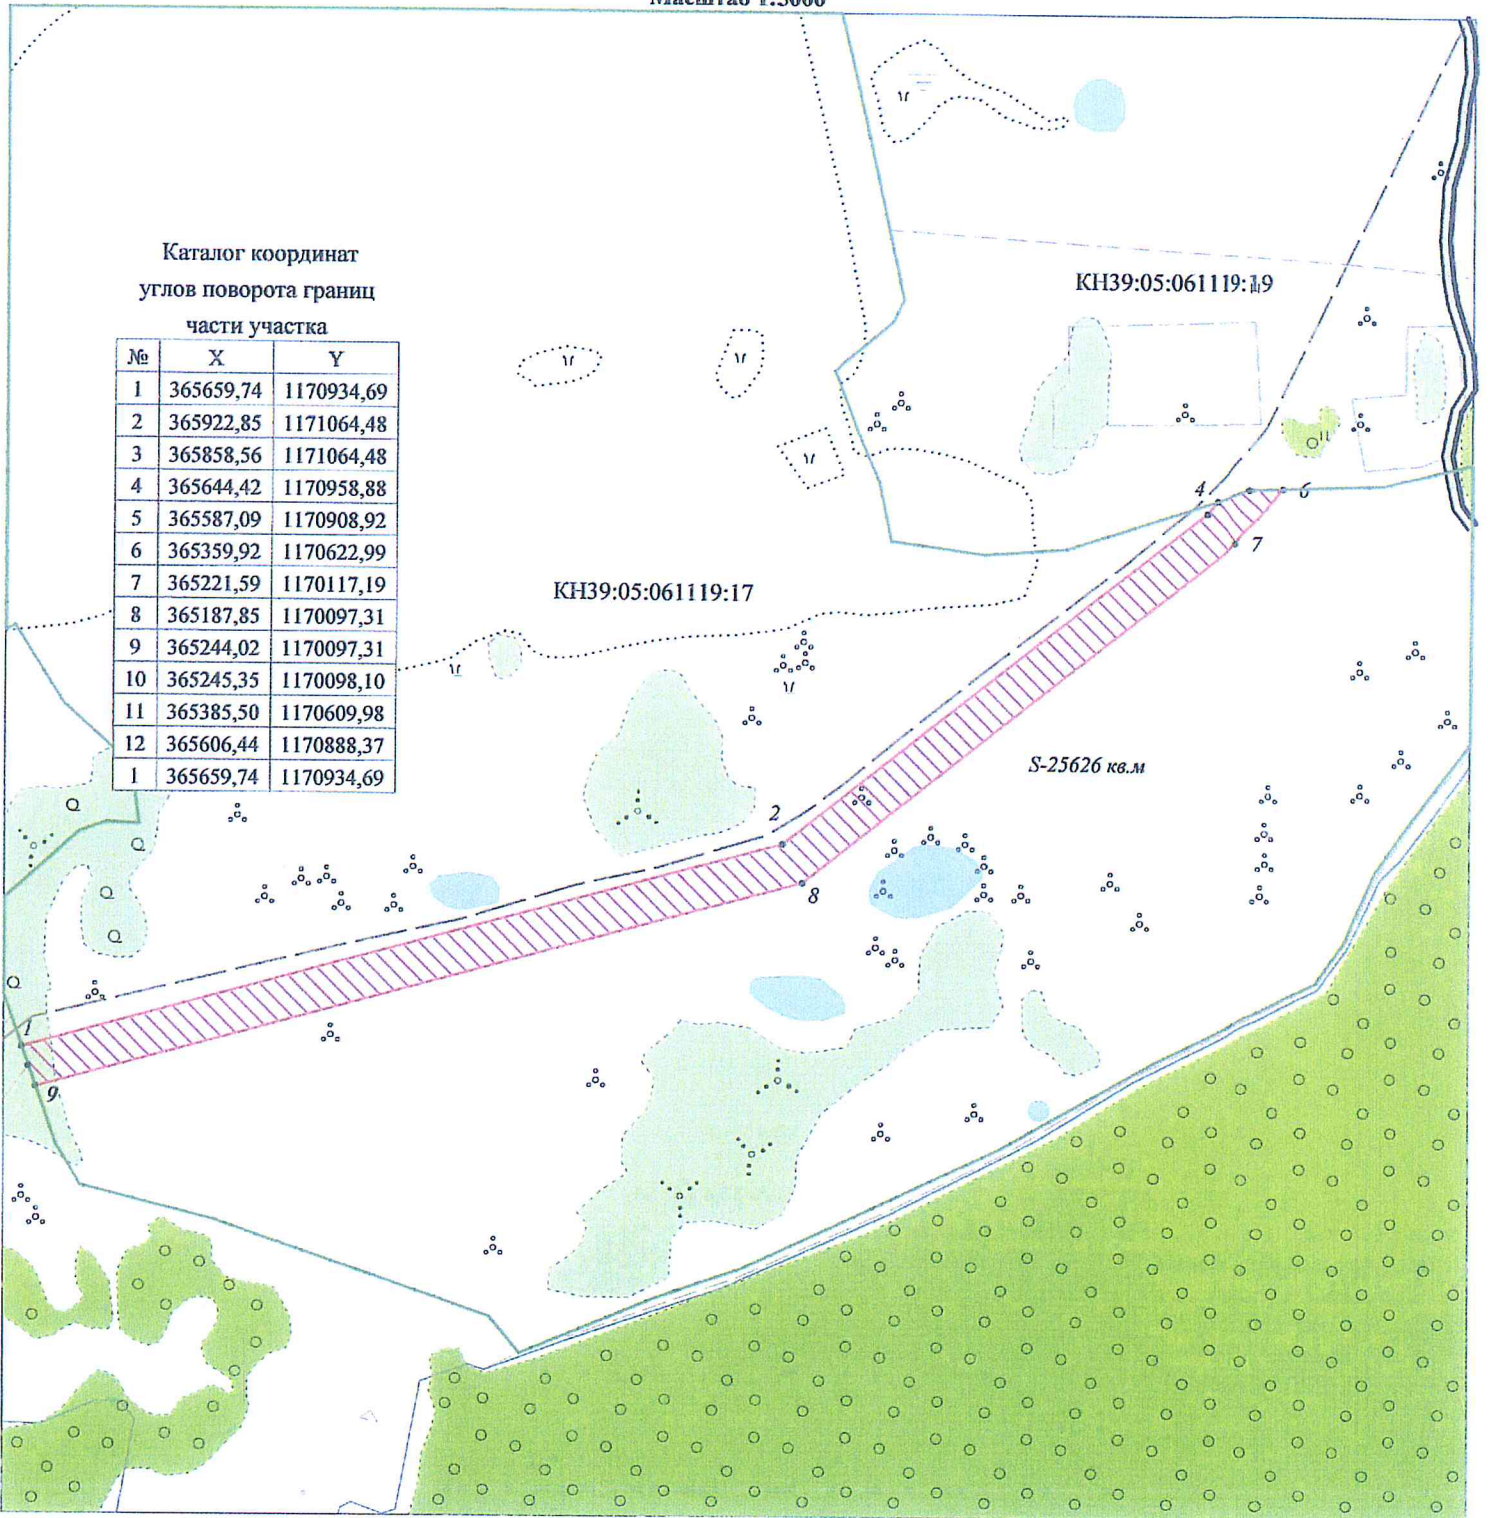 Масштаб 1:5000
Каталог координат
углов поворота границ
части участка
№ X Y
1 365659,74 1170934,69
2 365922,85 1171064,48
3 365858,56 1171064,48
4 365644,42 1170958,88
5 365587,09 1170908,92
6 365359,92 1170622,99
7 365221,59 1170117,19
8 365187,85 1170097,31
9 365244,02 1170097,31
10 365245,35 1170098,10
11 365385,50 1170609,98
12 365606,44 1170888,37
1 365659,74 1170934,69
КН39:05:061119:19
4
6
7
КН39:05:061119:17
S-25626 кв.м
2
8
1
9